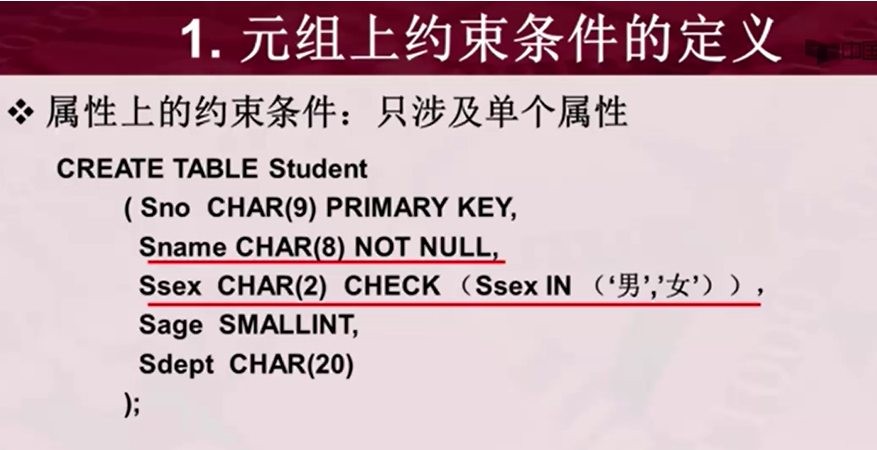 1. 元组上约束条件的定义
❖ 属性上的约束条件：只涉及单个属性
CREATE TABLE Student
( Sno CHAR(9) PRIMARY KEY,
Sname CHAR(8) NOT NULL,
Ssex CHAR(2) CHECK（Ssex IN（‘男’,’女’）），
Sage SMALLINT,
Sdept CHAR(20)
);